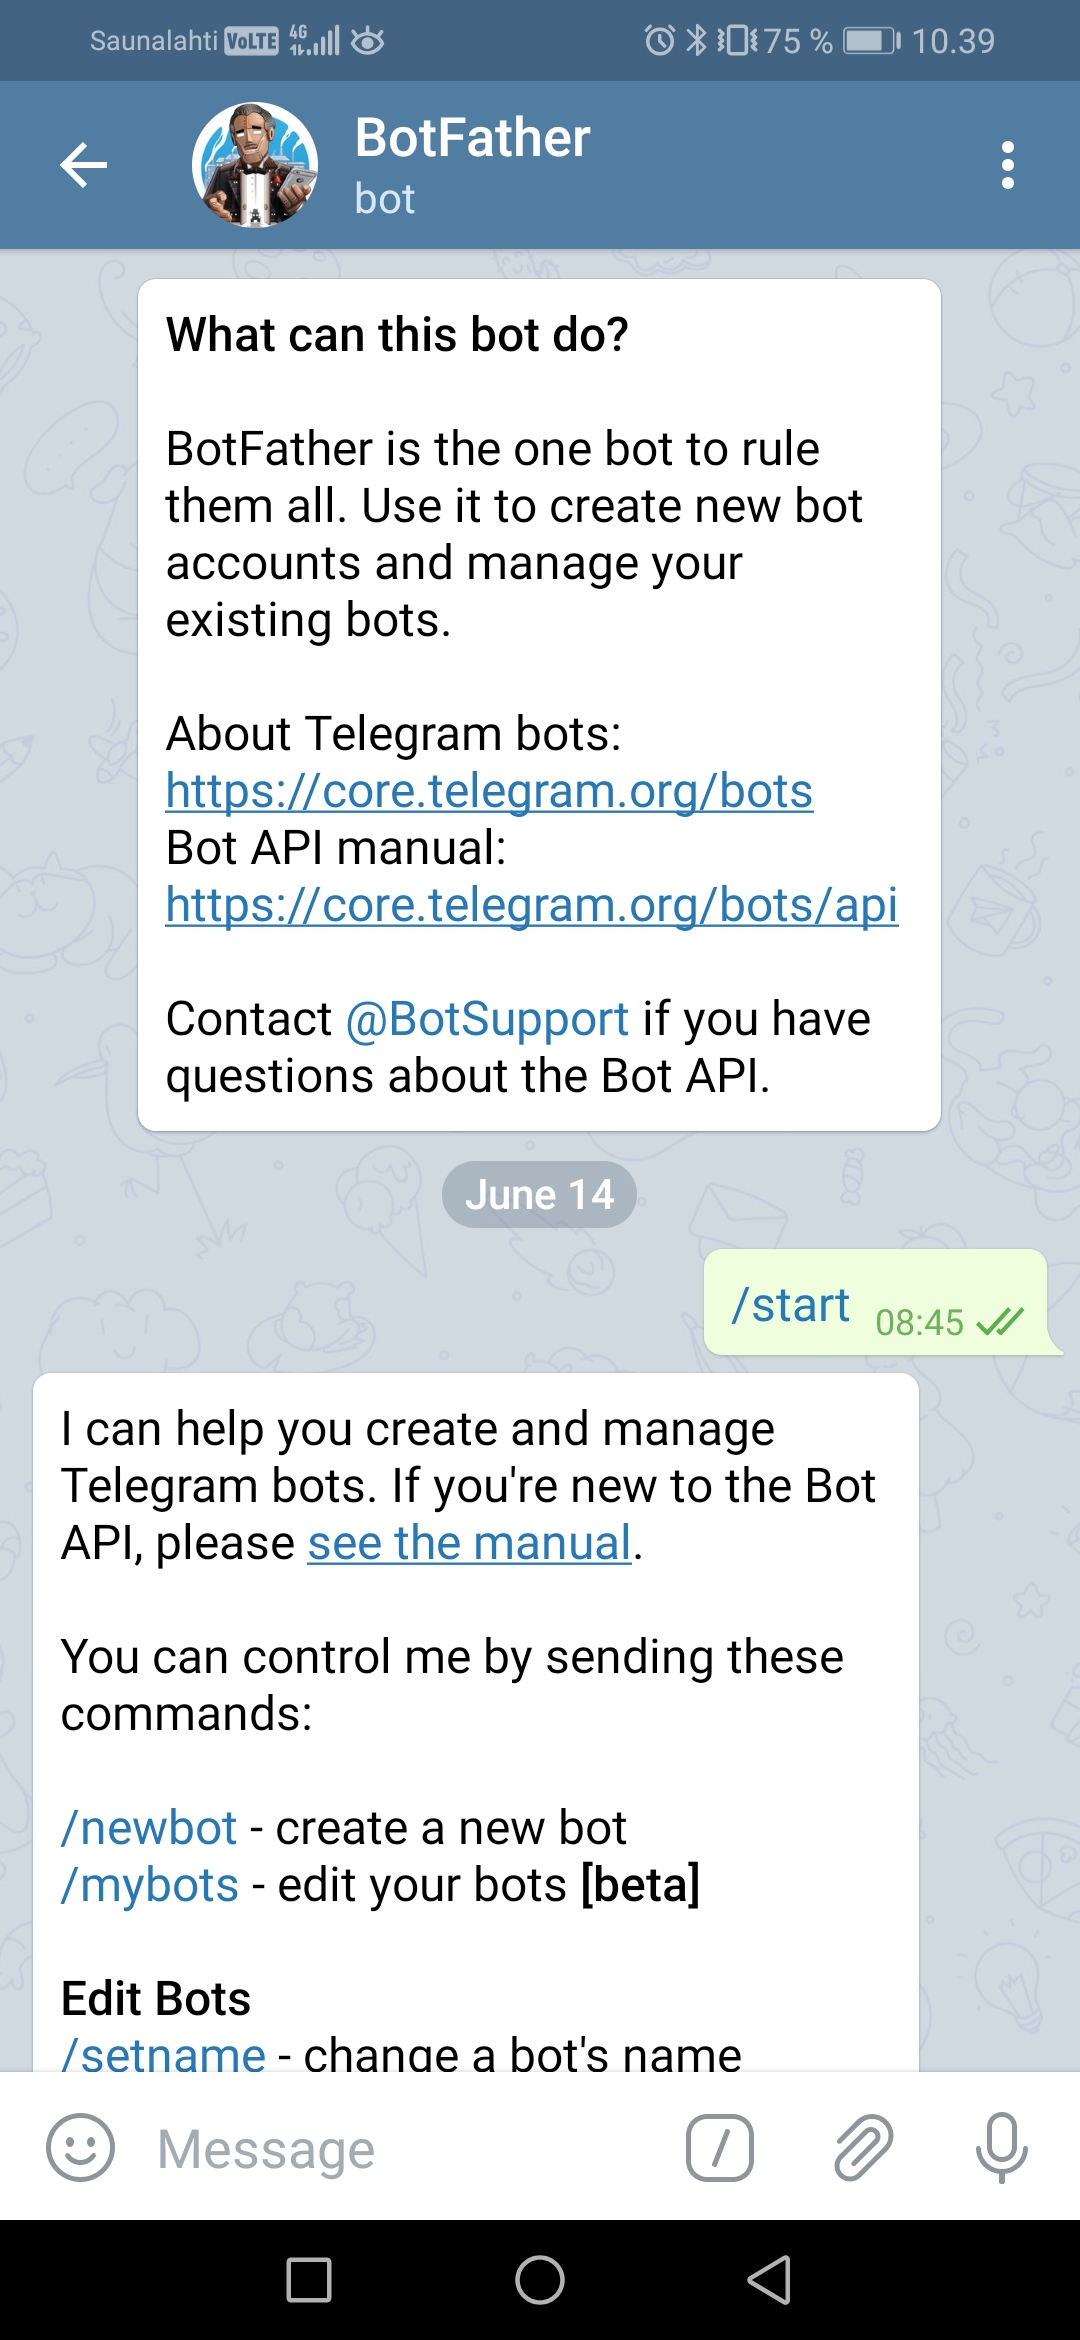 Saunalahti VoLTE 4G 75 % 10.39
BotFather
bot
What can this bot do?
BotFather is the one bot to rule
them all. Use it to create new bot
accounts and manage your
existing bots.
About Telegram bots:
https://core.telegram.org/bots
Bot API manual:
https://core.telegram.org/bots/api
Contact @BotSupport if you have
questions about the Bot API.
June 14
/start 08:45
I can help you create and manage
Telegram bots. If you're new to the Bot
API, please see the manual.
You can control me by sending these
commands:
/newbot - create a new bot
/mybots - edit your bots [beta]
Edit Bots
/setname - change a bot's name
Message